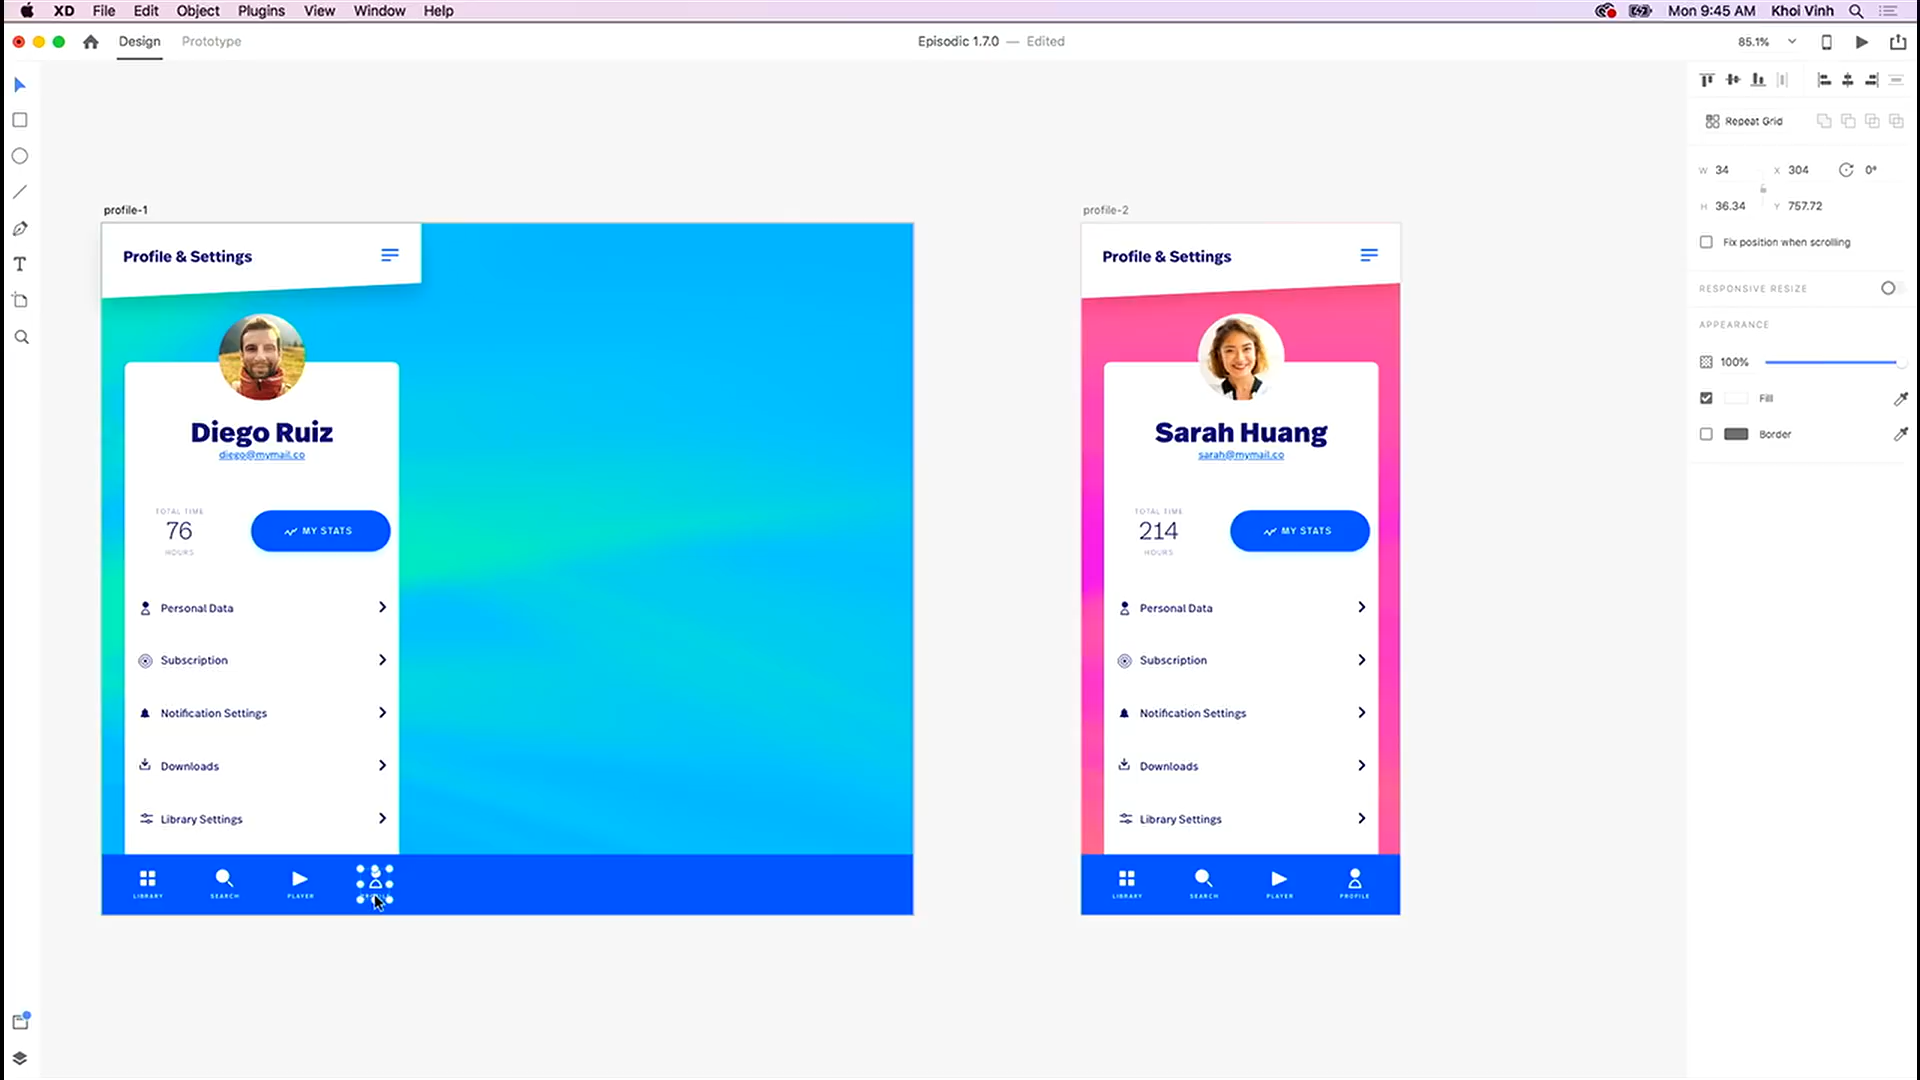 XD File Edit Object Plugins View Window Help Mon 9:45 AM Khoi Vinh
Design Prototype Episodic 1.7.0 — Edited 85.1%
Repeat Grid
W 34 X 304 0°
H 36.34 Y 757.72
Fix position when scrolling
RESPONSIVE RESIZE
APPEARANCE
100%
Fill
Border
profile-1
Profile & Settings
Diego Ruiz
diego@mymail.co
TOTAL TIME
76
HOURS
MY STATS
Personal Data
Subscription
Notification Settings
Downloads
Library Settings
LIBRARY SEARCH PLAYER
profile-2
Profile & Settings
Sarah Huang
sarah@mymail.co
TOTAL TIME
214
HOURS
MY STATS
Personal Data
Subscription
Notification Settings
Downloads
Library Settings
LIBRARY SEARCH PLAYER PROFILE